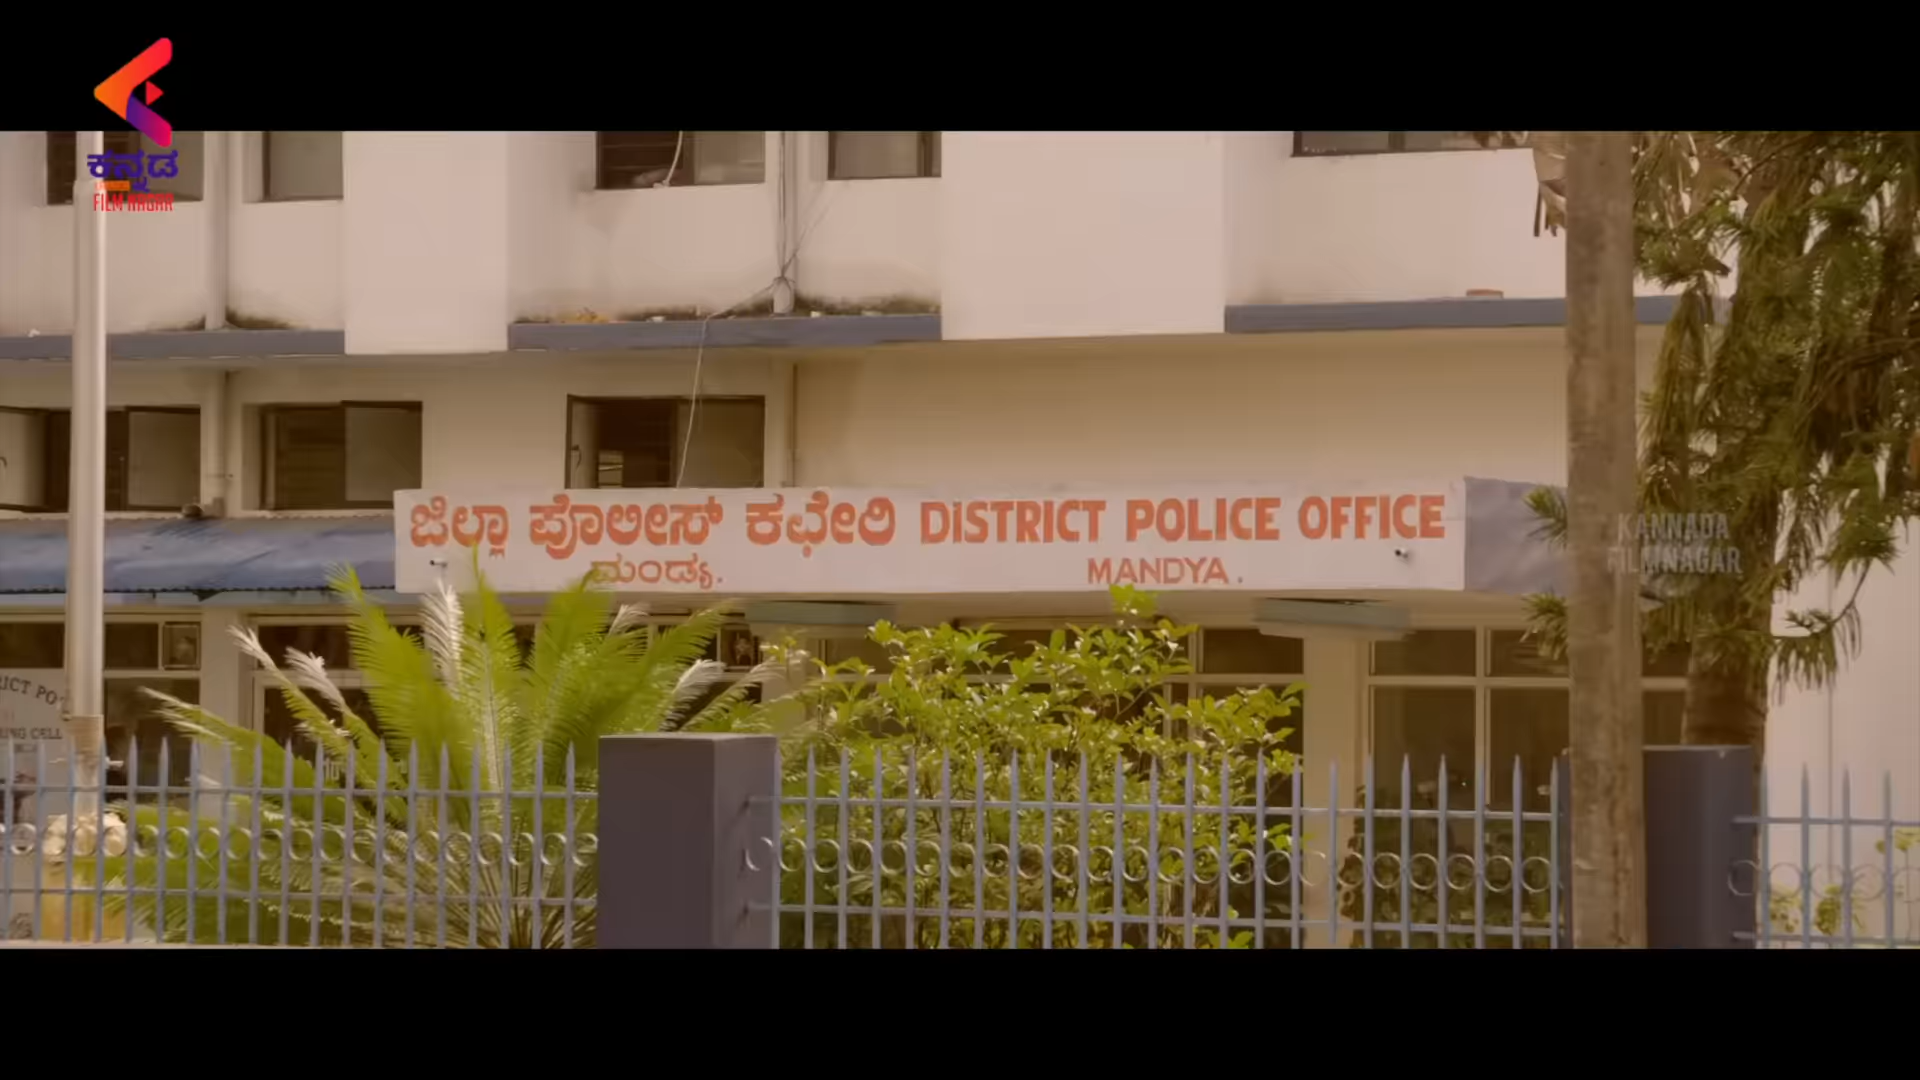 ಕನ್ನಡ
FILM NAGAR
ಜಿಲ್ಲಾ ಪೊಲೀಸ್ ಕಛೇರಿ DISTRICT POLICE OFFICE
ಮಂಡ್ಯ. MANDYA.
KANNADA
FILMNAGAR